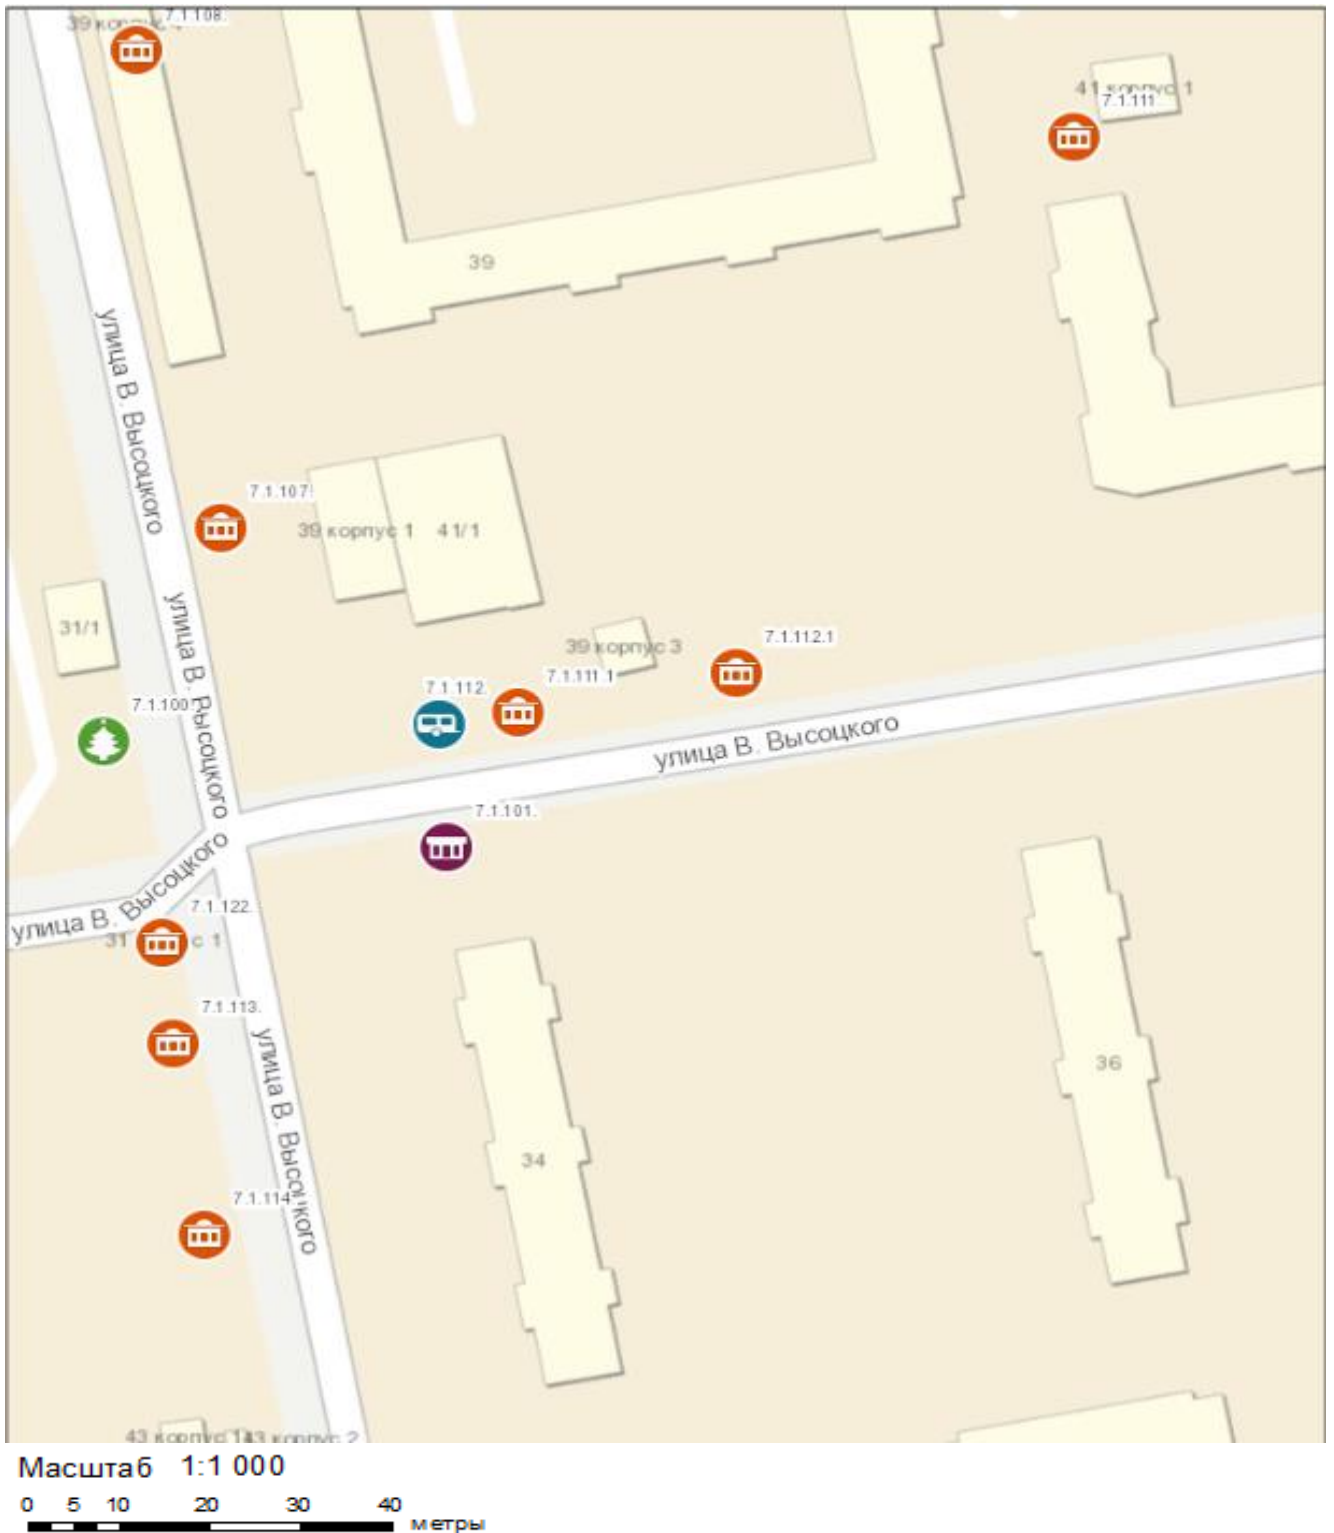 7.1.108.
39
41 корпус 1
7.1.111.
39
улица В. Высоцкого
7.1.107.
39 корпус 1
41/1
улица В. Высоцкого
31/1
39 корпус 3
7.1.112.1
7.1.111.1
7.1.112.
7.1.100.
улица В. Высоцкого
7.1.101.
улица В. Высоцкого
7.1.122.
31 с 1
7.1.113.
улица В. Высоцкого
36
34
7.1.114.
43 корпус 1
43 корпус 2
Масштаб 1:1 000
0 5 10 20 30 40
метры